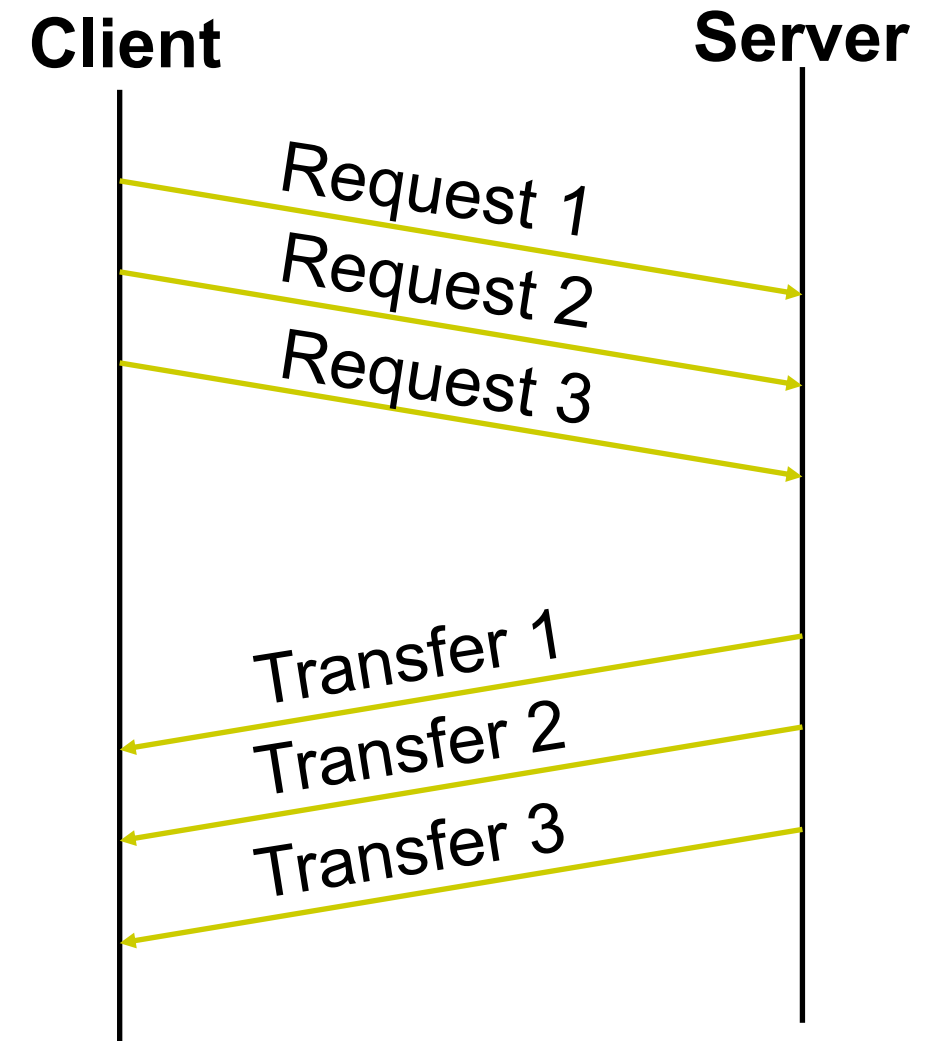 Client
Server
Request 1
Request 2
Request 3
Transfer 1
Transfer 2
Transfer 3